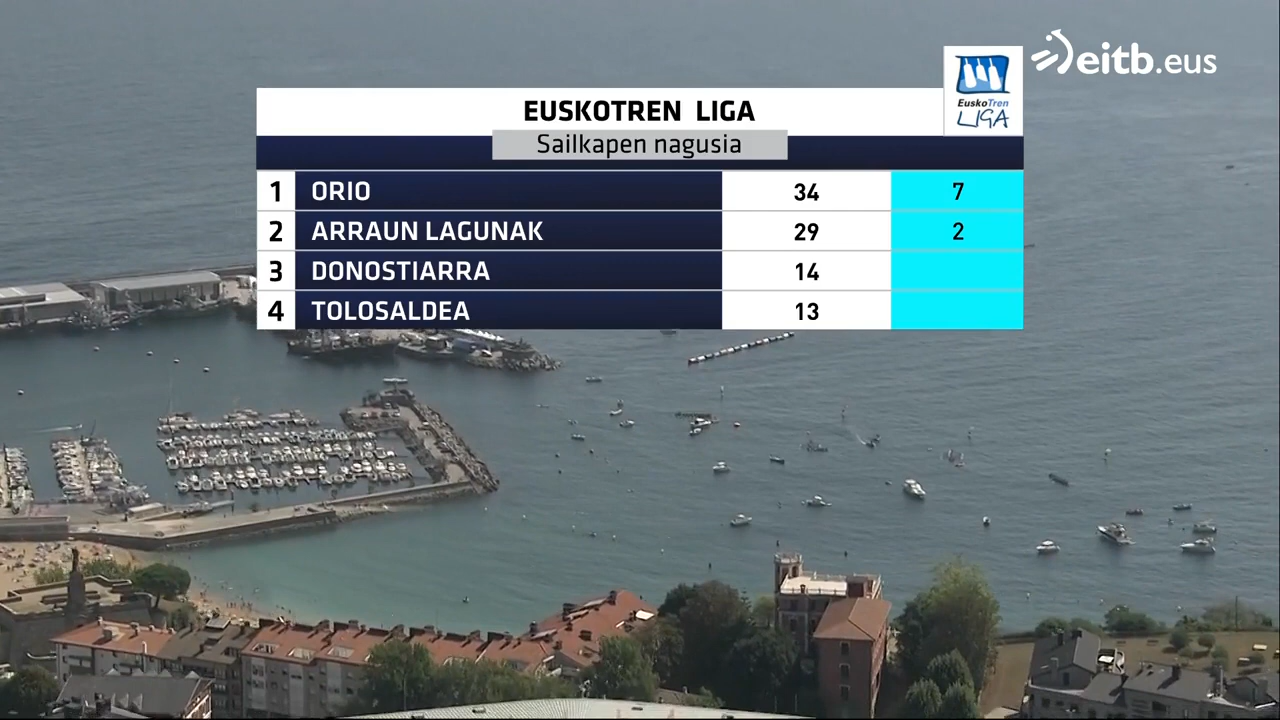 eitb.eus
EuskoTren
LIGA
EUSKOTREN LIGA
Sailkapen nagusia
1 ORIO 34 7
2 ARRAUN LAGUNAK 29 2
3 DONOSTIARRA 14
4 TOLOSALDEA 13